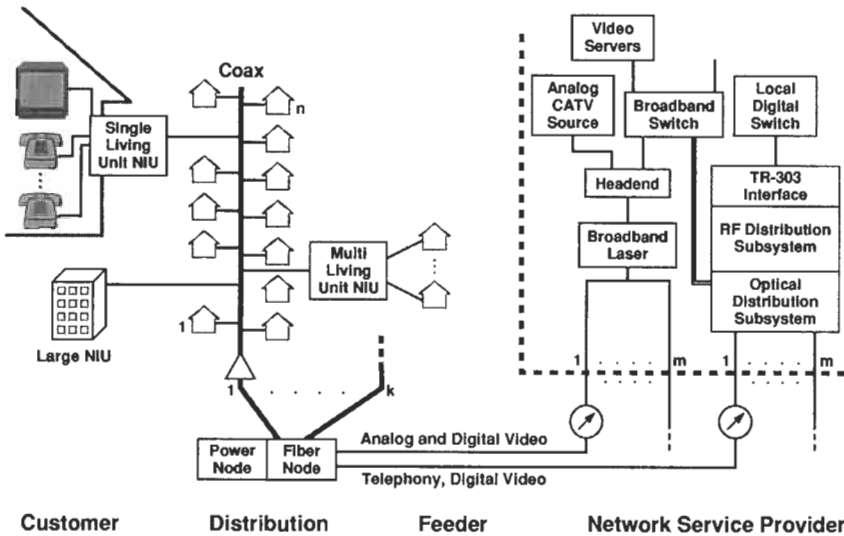 Video
Servers
Coax
Analog
CATV
Source
Broadband
Switch
Local
Digital
Switch
n
Single
Living
Unit NIU
Headend
TR-303
Interface
Broadband
Laser
RF Distribution
Subsystem
Multi
Living
Unit NIU
Optical
Distribution
Subsystem
1
Large NIU
1 . . . . . m
1 . . . . . m
1 . . . . . k
Analog and Digital Video
Power
Node
Fiber
Node
Telephony, Digital Video
Customer
Distribution
Feeder
Network Service Provider